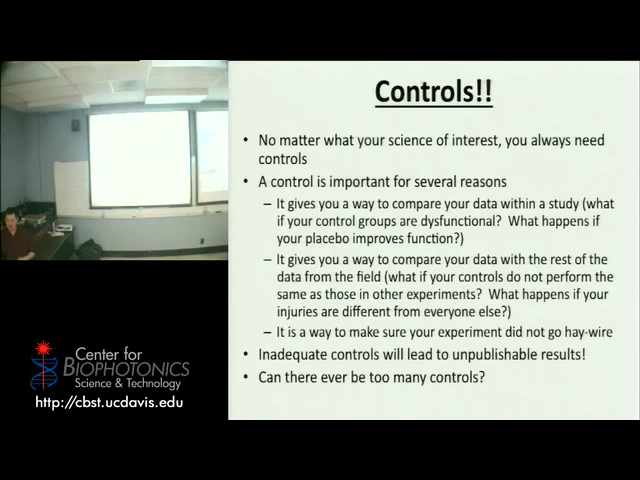 Controls!!
• No matter what your science of interest, you always need
controls
• A control is important for several reasons
– It gives you a way to compare your data within a study (what
if your control groups are dysfunctional? What happens if
your placebo improves function?)
– It gives you a way to compare your data with the rest of the
data from the field (what if your controls do not perform the
same as those in other experiments? What happens if your
injuries are different from everyone else?)
– It is a way to make sure your experiment did not go hay-wire
• Inadequate controls will lead to unpublishable results!
• Can there ever be too many controls?
Center for
BIOPHOTONICS
Science & Technology
http://cbst.ucdavis.edu